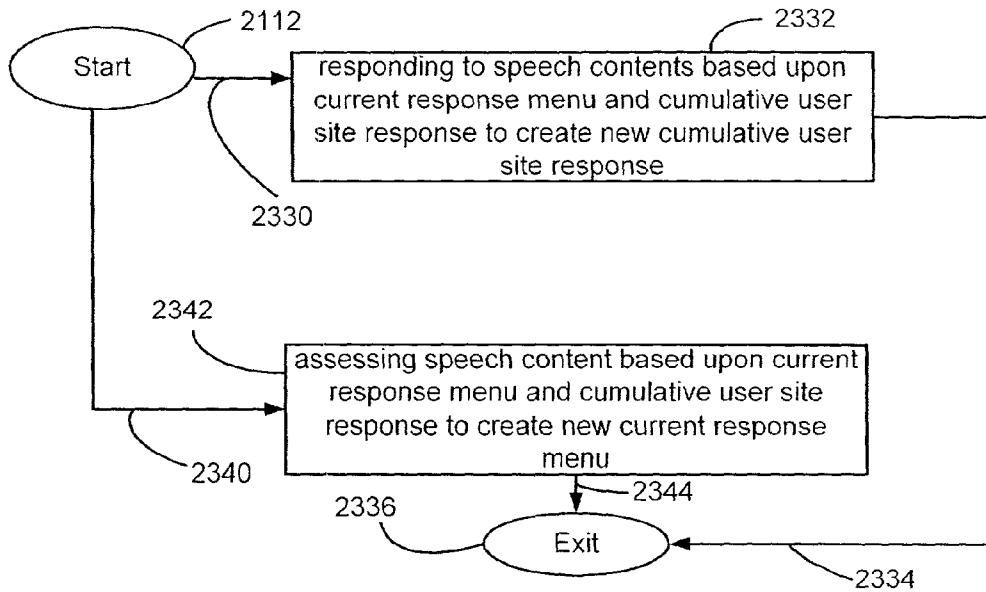 2112
2332
Start
responding to speech contents based upon
current response menu and cumulative user
site response to create new cumulative user
site response
2330
2342
assessing speech content based upon current
response menu and cumulative user site
response to create new current response
menu
2340
2344
2336
Exit
2334